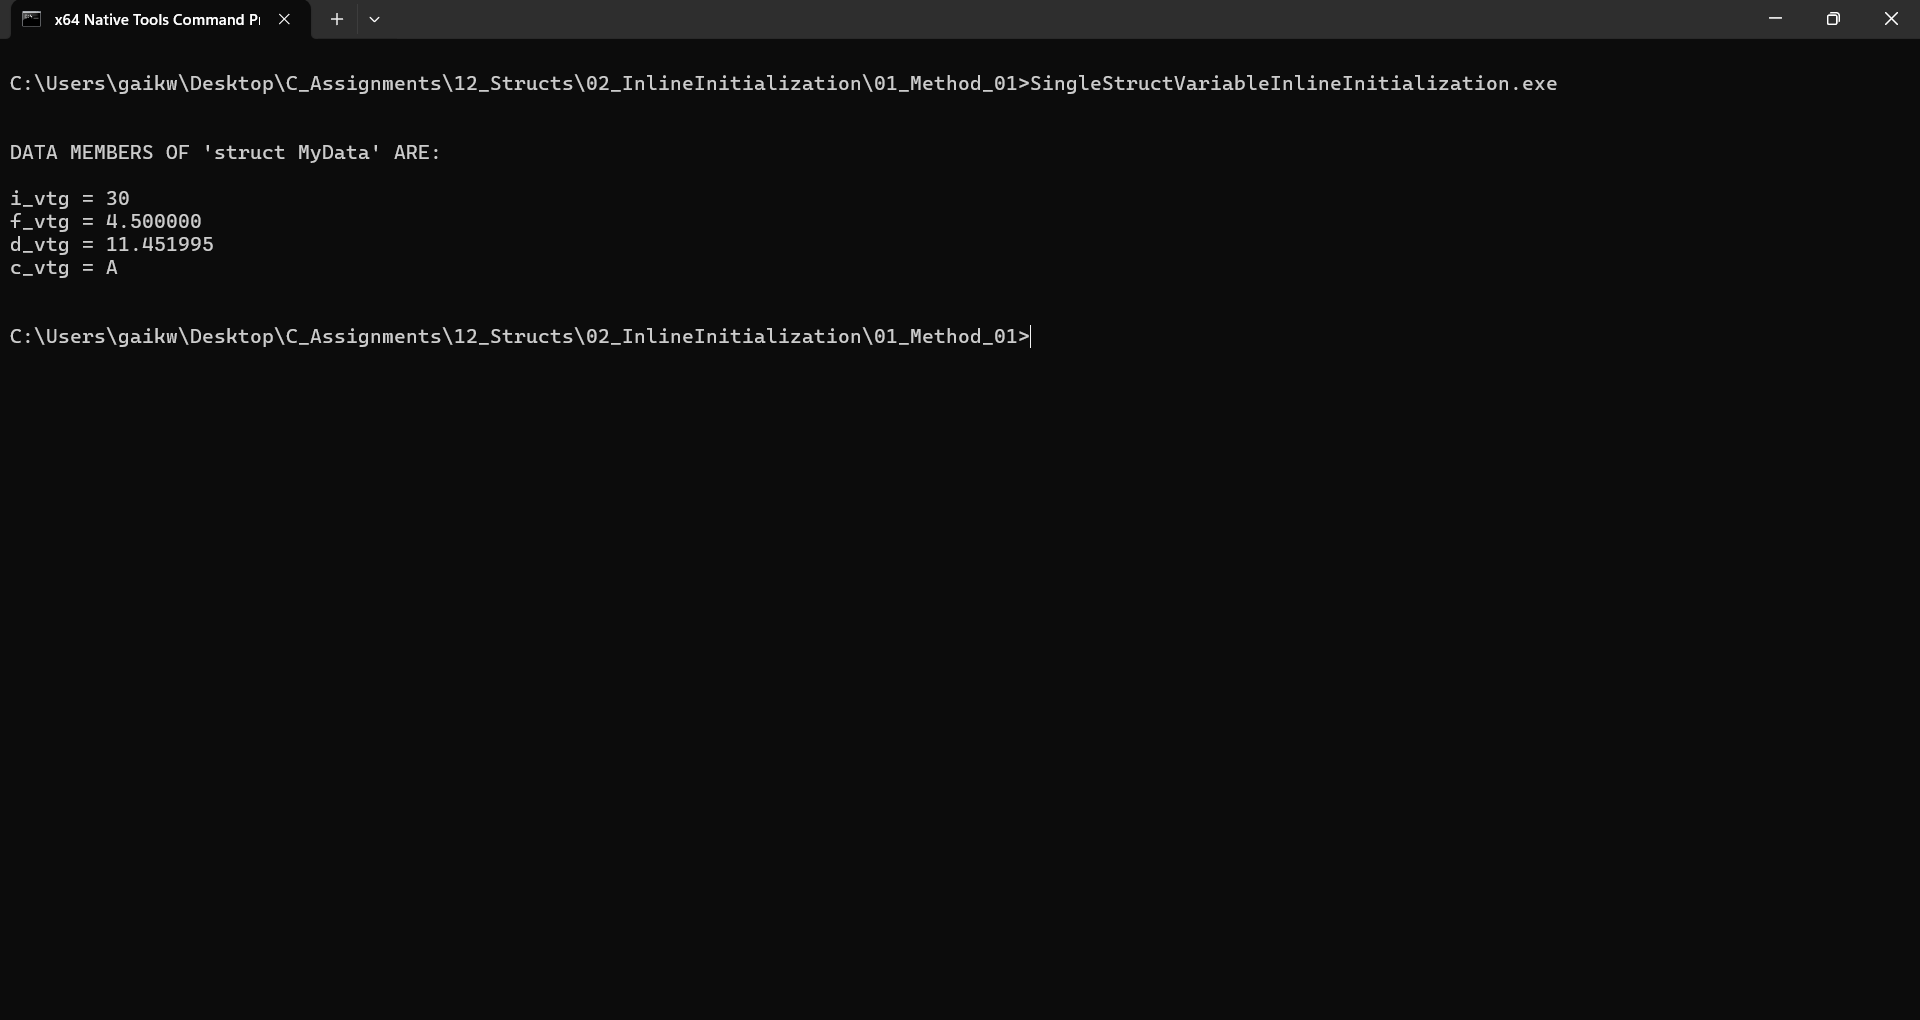 x64 Native Tools Command P
C:\Users\gaikw\Desktop\C_Assignments\12_Structs\02_InlineInitialization\01_Method_01>SingleStructVariableInlineInitialization.exe
DATA MEMBERS OF 'struct MyData' ARE:
i_vtg = 30
f_vtg = 4.500000
d_vtg = 11.451995
c_vtg = A
C:\Users\gaikw\Desktop\C_Assignments\12_Structs\02_InlineInitialization\01_Method_01>